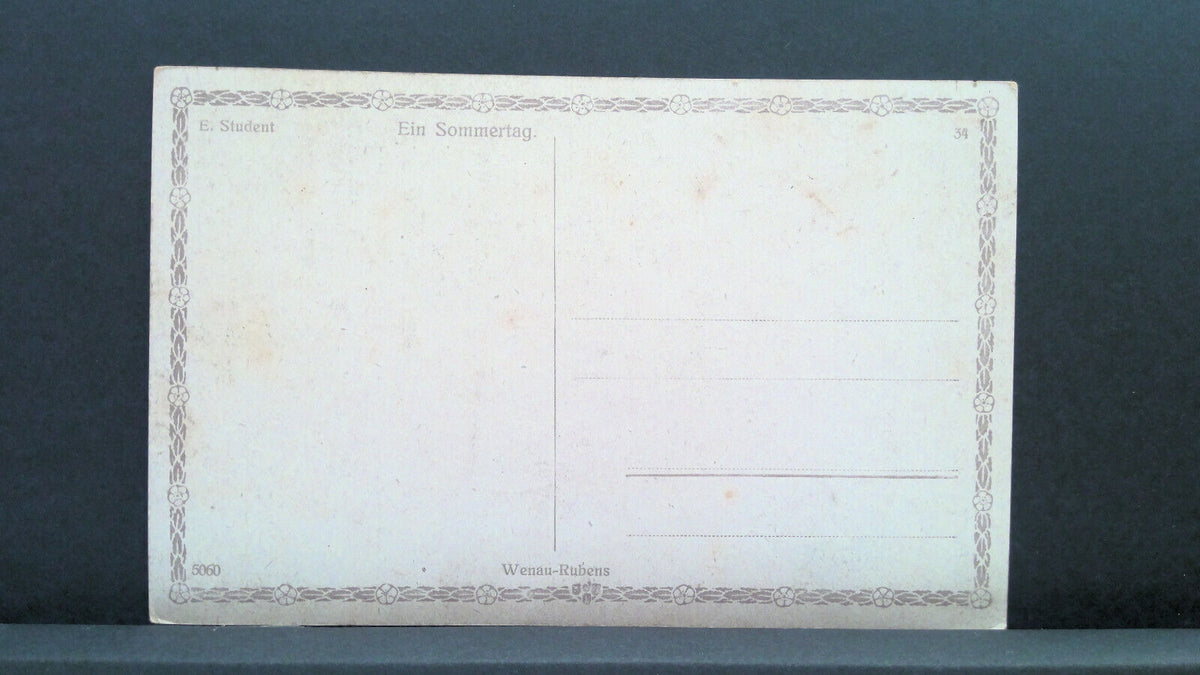 E. Student
Ein Sommertag.
34
5060
Wenau-Rubens